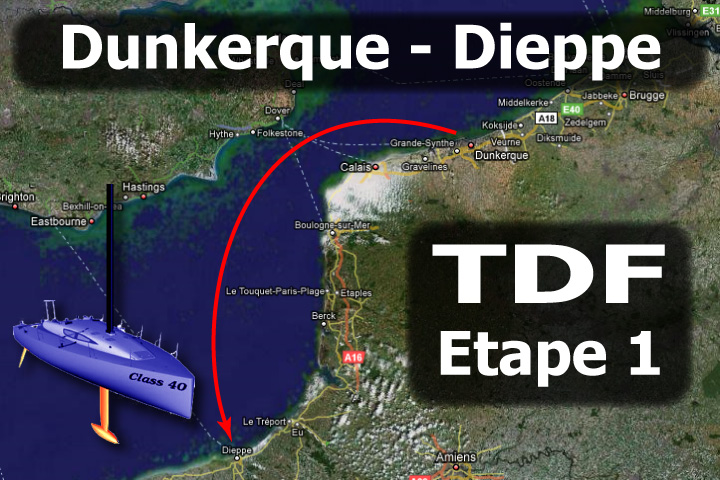 Dunkerque - Dieppe
Middelburg
E31
Vlissingen
Deal
Oostende
Jabbeke
Brugge
Middelkerke
E40
Zedelgem
A18
Dover
Koksijde
Hythe
Folkestone
Diksmuide
Veurne
Grande-Synthe
Dunkerque
Calais
Gravelines
Hastings
Brighton
Bexhill-on-Sea
Eastbourne
Boulogne-sur-Mer
TDF
Etape 1
Le Touquet-Paris-Plage
Etaples
Berck
A16
Class 40
Le Tréport
Eu
Dieppe
Amiens